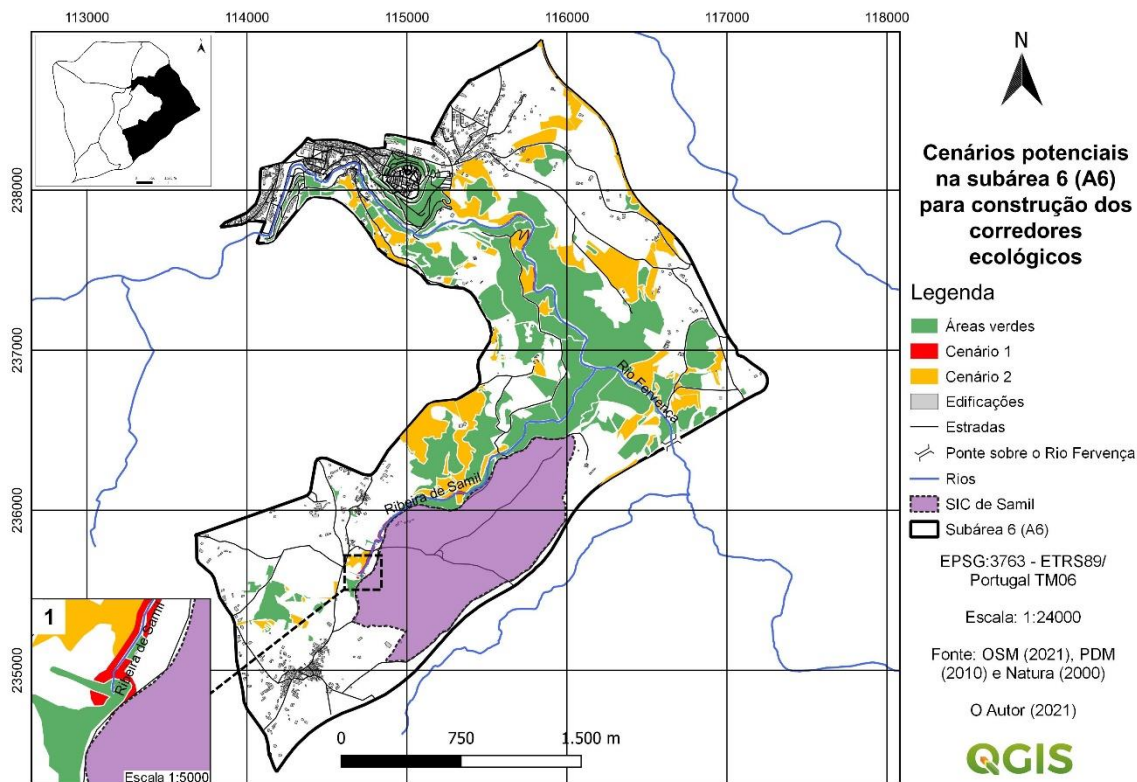 113000
114000
115000
116000
117000
118000
238000
237000
236000
235000
Rio Fervença
Ribeira de Samil
1
Ribeira de Samil
Escala 1:5000
0
750
1.500 m
N
Cenários potenciais
na subárea 6 (A6)
para construção dos
corredores
ecológicos
Legenda
Áreas verdes
Cenário 1
Cenário 2
Edificações
Estradas
Ponte sobre o Rio Fervença
Rios
SIC de Samil
Subárea 6 (A6)
EPSG:3763 - ETRS89/
Portugal TM06
Escala: 1:24000
Fonte: OSM (2021), PDM
(2010) e Natura (2000)
O Autor (2021)
QGIS